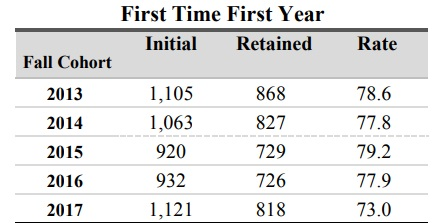 First Time First Year
Initial Retained Rate
Fall Cohort
2013 1,105 868 78.6
2014 1,063 827 77.8
2015 920 729 79.2
2016 932 726 77.9
2017 1,121 818 73.0